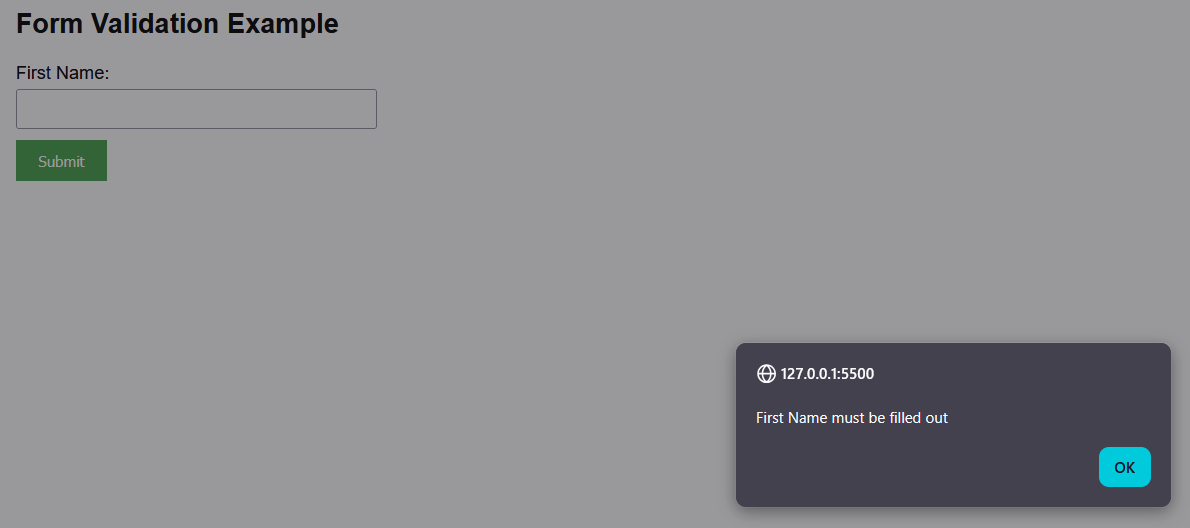 Form Validation Example
First Name:
Submit
127.0.0.1:5500
First Name must be filled out
OK